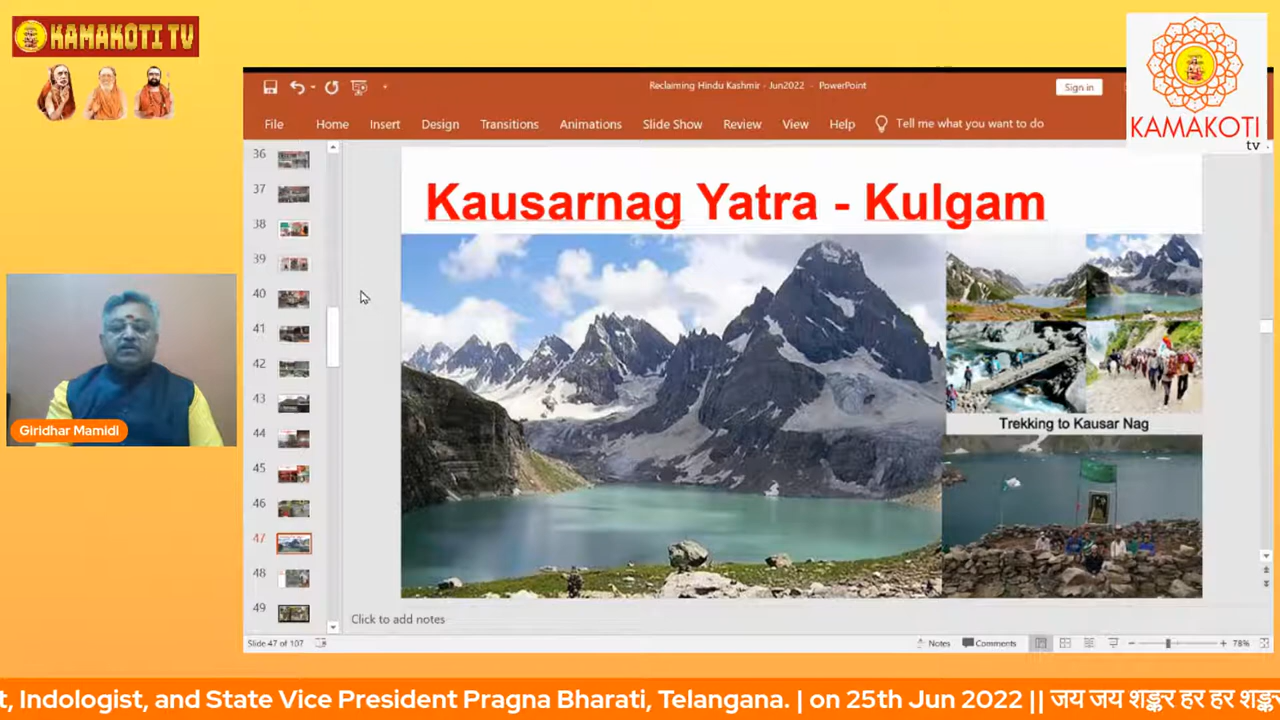 KAMAKOTI TV
KAMAKOTI
tv
Reclaiming Hindu Kashmir - Jun2022 - PowerPoint
Sign in
File Home Insert Design Transitions Animations Slide Show Review View Help Tell me what you want to do
36
37
38
39
40
41
42
43
44
45
46
47
48
49
Kausarnag Yatra - Kulgam
Trekking to Kausar Nag
Giridhar Mamidi
Click to add notes
Slide 47 of 107
Notes Comments 78%
t, Indologist, and State Vice President Pragna Bharati, Telangana. | on 25th Jun 2022 || जय जय शङ्कर हर हर शङ्कर